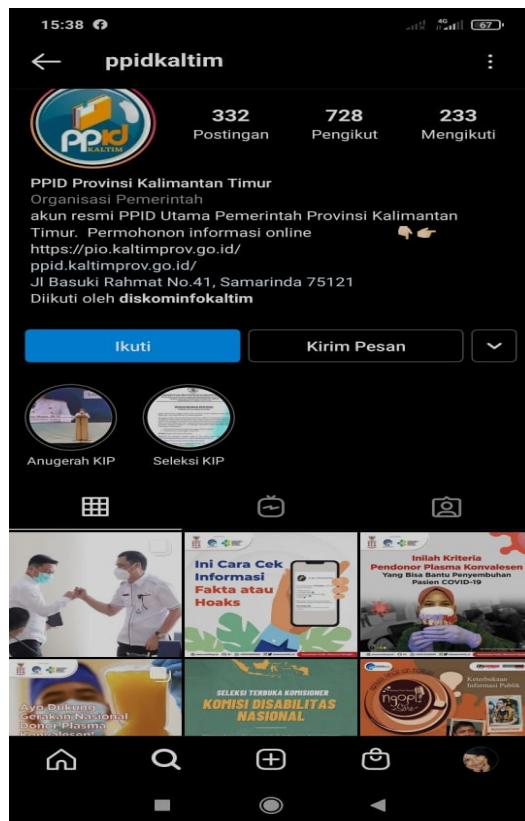 15:38
4G
67
ppidkaltim
PPID
KALTIM
332 728 233
Postingan Pengikut Mengikuti
PPID Provinsi Kalimantan Timur
Organisasi Pemerintah
akun resmi PPID Utama Pemerintah Provinsi Kalimantan
Timur. Permohonon informasi online
https://pio.kaltimprov.go.id/
ppid.kaltimprov.go.id/
Jl Basuki Rahmat No.41, Samarinda 75121
Diikuti oleh diskominfokaltim
Ikuti
Kirim Pesan
Anugerah KIP
Seleksi KIP
Ini Cara Cek
Informasi
Fakta atau
Hoaks
Inilah Kriteria
Pendonor Plasma Konvalesen
Yang Bisa Bantu Penyembuhan
Pasien COVID-19
Ayo Dukung
Gerakan Nasional
Donor Plasma
Konvalesen!
SELEKSI TERBUKA KOMISIONER
KOMISI DISABILITAS
NASIONAL
ngopi
Keterbukaan
Informasi Publik